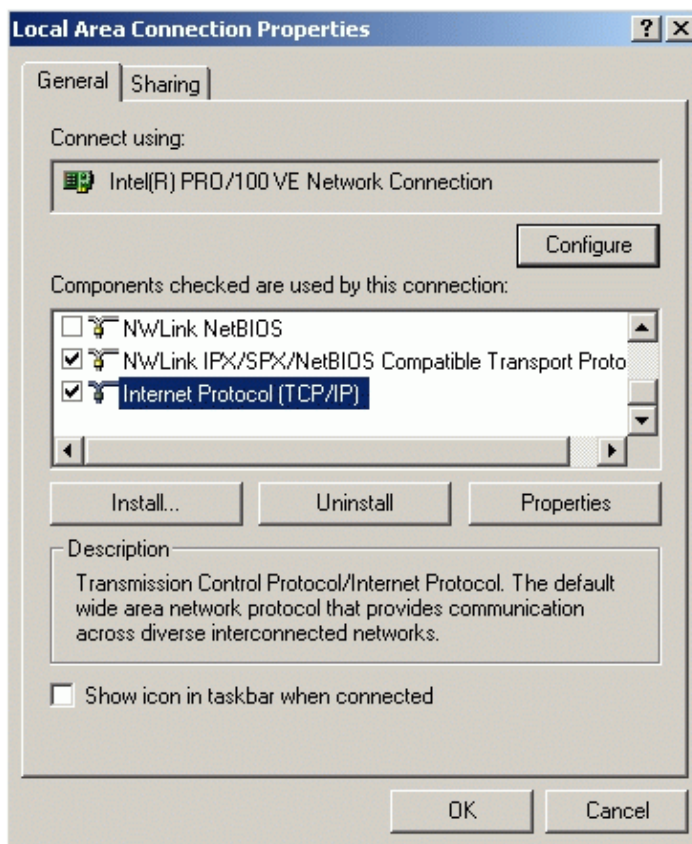 Local Area Connection Properties
General
Sharing
Connect using:
Intel(R) PRO/100 VE Network Connection
Configure
Components checked are used by this connection:
NWLink NetBIOS
NWLink IPX/SPX/NetBIOS Compatible Transport Proto
Internet Protocol (TCP/IP)
Install...
Uninstall
Properties
Description
Transmission Control Protocol/Internet Protocol. The default
wide area network protocol that provides communication
across diverse interconnected networks.
Show icon in taskbar when connected
OK
Cancel